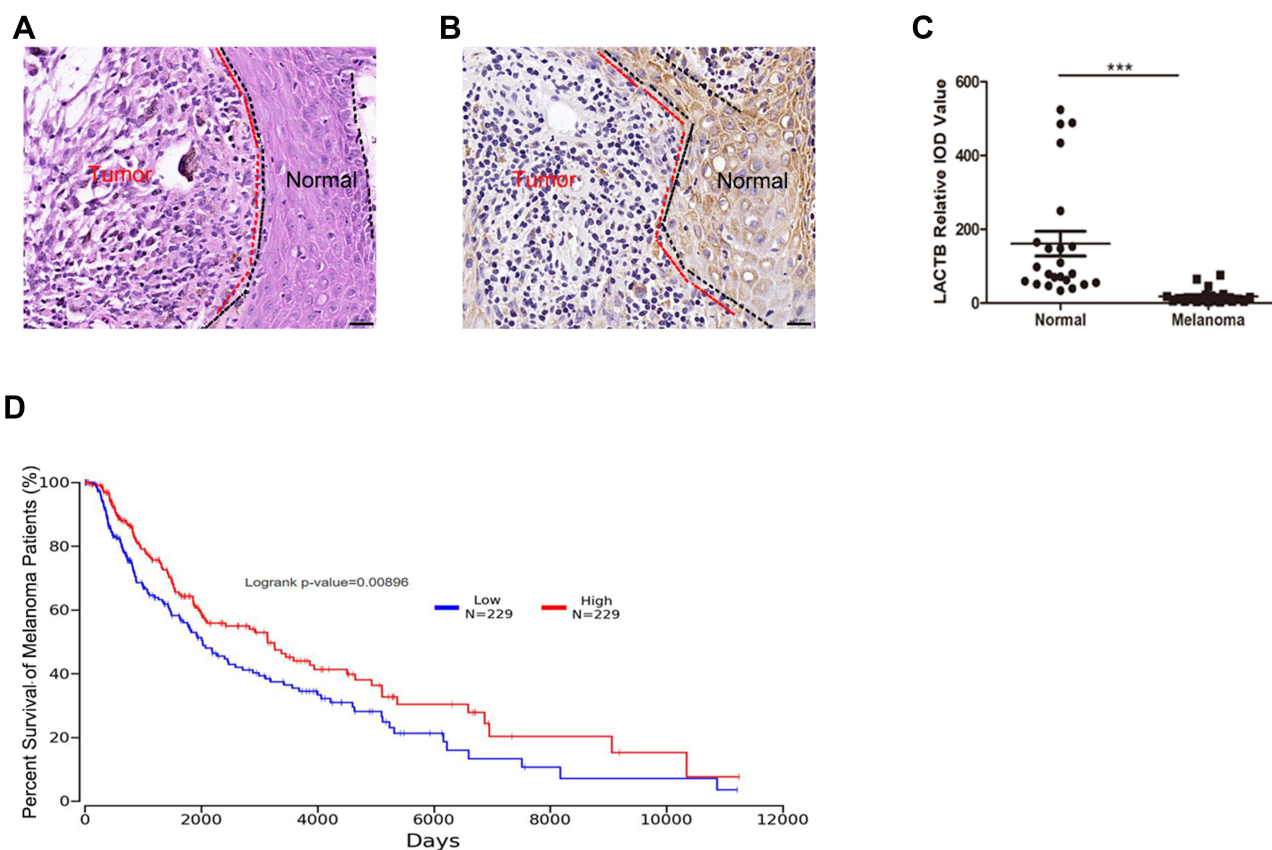 A
B
C
Tumor
Normal
Tumor
Normal
***
LACTB Relative IOD Value
600
400
200
0
Normal
Melanoma
D
Percent Survival of Melanoma Patients (%)
100
80
60
40
20
0
Logrank p-value=0.00896
Low
N=229
High
N=229
0
2000
4000
6000
8000
10000
12000
Days